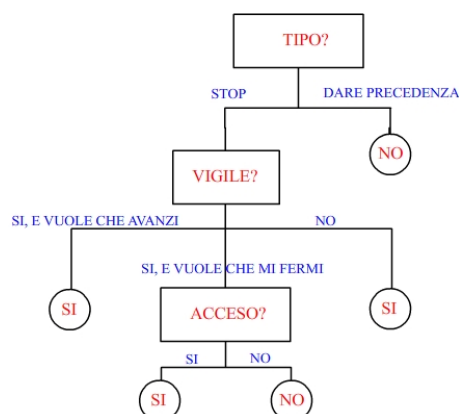 TIPO?
STOP
DARE PRECEDENZA
NO
VIGILE?
SI, E VUOLE CHE AVANZI
NO
SI, E VUOLE CHE MI FERMI
SI
ACCESO?
SI
SI
NO
SI
NO